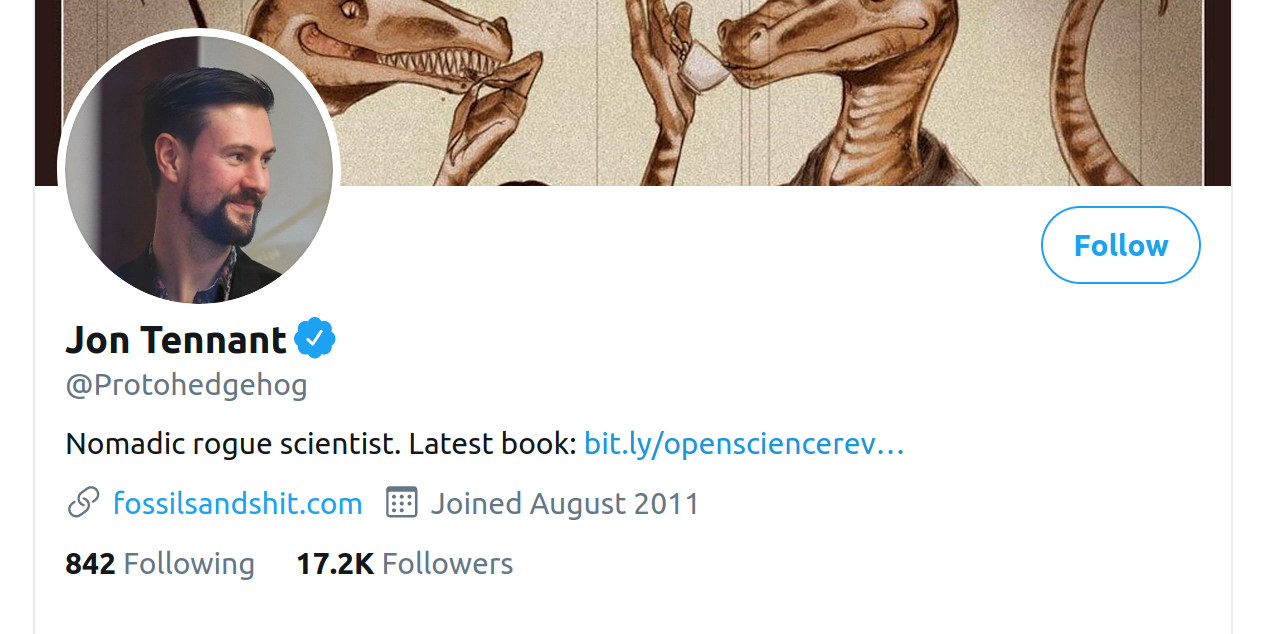 Follow
Jon Tennant
@Protohedgehog
Nomadic rogue scientist. Latest book: bit.ly/opensciencerev…
fossilsandshit.com Joined August 2011
842 Following 17.2K Followers